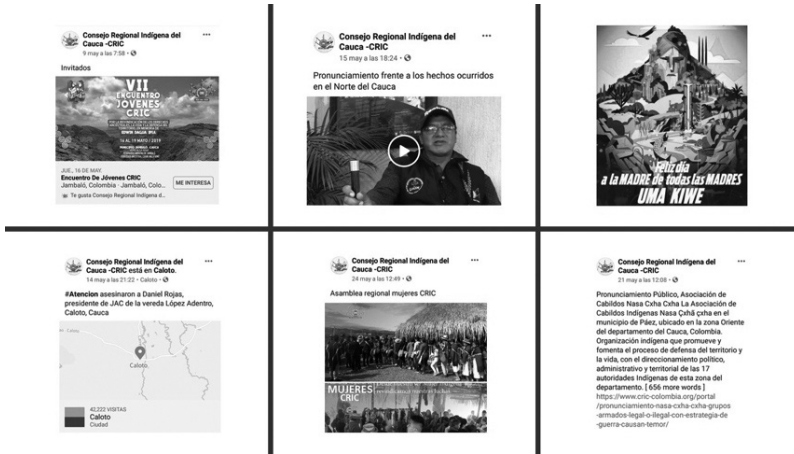 Consejo Regional Indígena del
Cauca -CRIC
9 may a las 7:58
Invitados
VII
ENCUENTRO
JÓVENES
CRIC
16 AL 19 MAYO / 2019
JUE., 16 DE MAY.
Encuentro De Jóvenes CRIC
Jambaló, Colombia · Jambaló, Colo...
ME INTERESA
Te gusta Consejo Regional Indígena d...
Consejo Regional Indígena del
Cauca -CRIC
15 may a las 18:24
Pronunciamiento frente a los hechos ocurridos
en el Norte del Cauca
Feliz día
a la MADRE de todas las MADRES
UMA KIWE
Consejo Regional Indígena del
Cauca -CRIC está en Caloto.
14 may a las 21:22 · Caloto
#Atencion asesinaron a Daniel Rojas,
presidente de JAC de la vereda López Adentro,
Caloto, Cauca
Caloto
42,222 VISITAS
Caloto
Ciudad
Consejo Regional Indígena del
Cauca -CRIC
24 may a las 12:49
Asamblea regional mujeres CRIC
MUJERES
CRIC
Consejo Regional Indígena del
Cauca -CRIC
21 may a las 12:08
Pronunciamiento Público, Asociación de
Cabildos Nasa Cxha Cxha La Asociación de
Cabildos Indígenas Nasa Çxhã çxha en el
municipio de Páez, ubicado en la zona Oriente
del departamento del Cauca, Colombia.
Organización indígena que promueve y
fomenta el proceso de defensa del territorio y
la vida, con el direccionamiento político,
administrativo y territorial de las 17
autoridades Indígenas de esta zona del
departamento. [ 656 more words ]
https://www.cric-colombia.org/portal
/pronunciamiento-nasa-cxha-cxha-grupos
-armados-legal-o-ilegal-con-estrategia-de
-guerra-causan-temor/